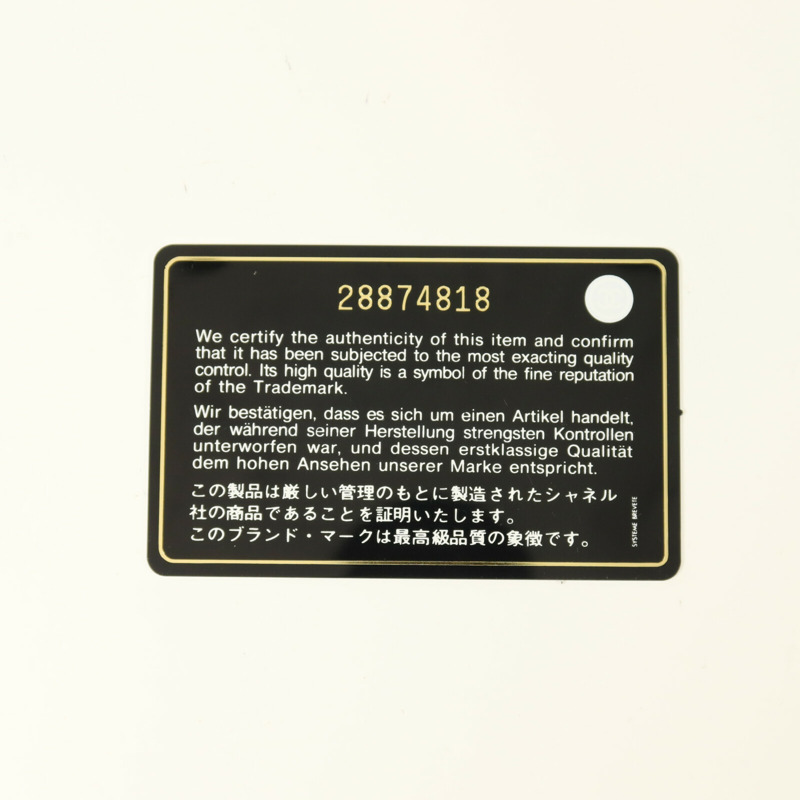 28874818
We certify the authenticity of this item and confirm
that it has been subjected to the most exacting quality
control. Its high quality is a symbol of the fine reputation
of the Trademark.
Wir bestätigen, dass es sich um einen Artikel handelt,
der während seiner Herstellung strengsten Kontrollen
unterworfen war, und dessen erstklassige Qualität
dem hohen Ansehen unserer Marke entspricht.
この製品は厳しい管理のもとに製造されたシャネル
社の商品であることを証明いたします。
このブランド・マークは最高級品質の象徴です。
SYSTEME BREVETE